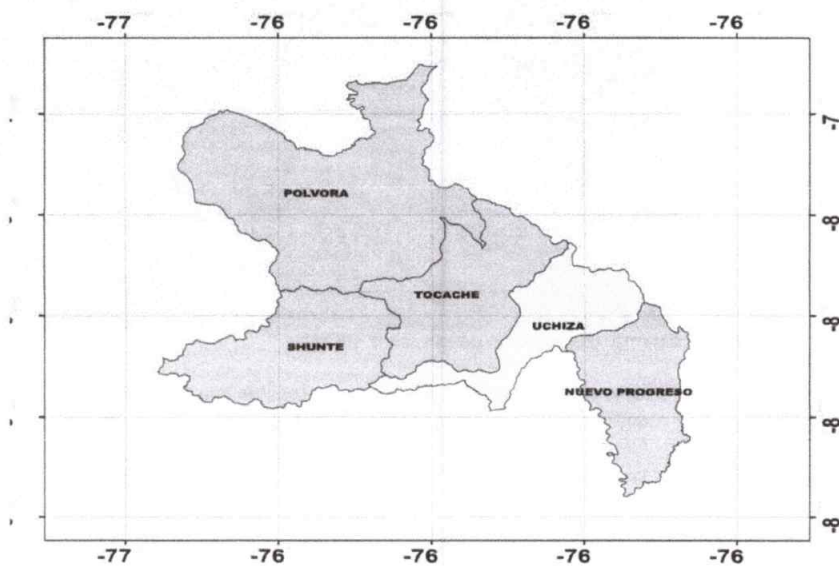 -77 -76 -76 -76 -76
-7
POLVORA
-8
TOCACHE
-8
UCHIZA
SHUNTE
NUEVO PROGRESO
-8
-8
-77 -76 -76 -76 -76